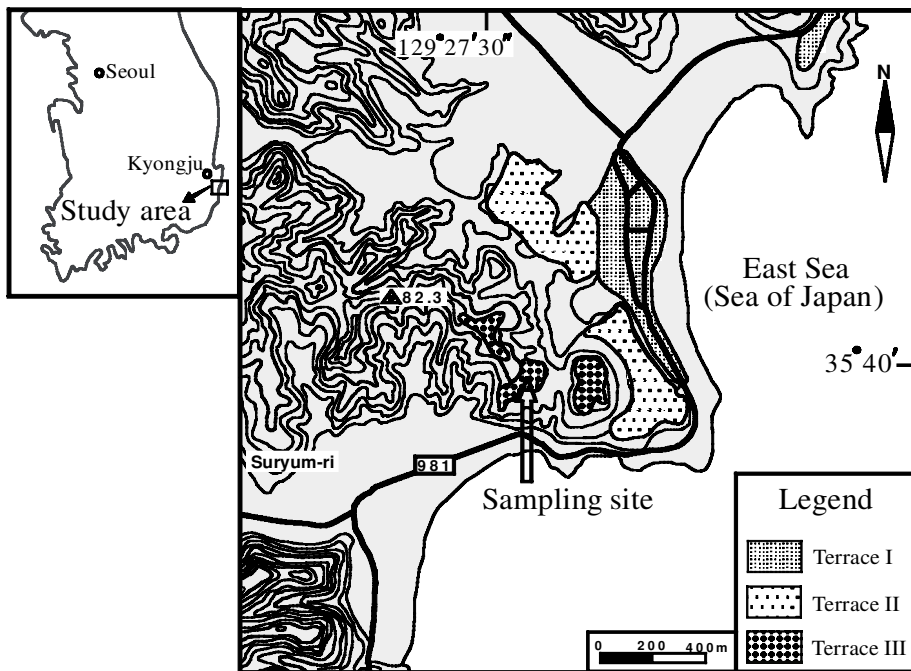 Seoul
Kyongju
Study area
129°27′30″
N
East Sea
(Sea of Japan)
82.3
35°40′
Suryum-ri
981
Sampling site
Legend
Terrace I
Terrace II
Terrace III
0 200 400m